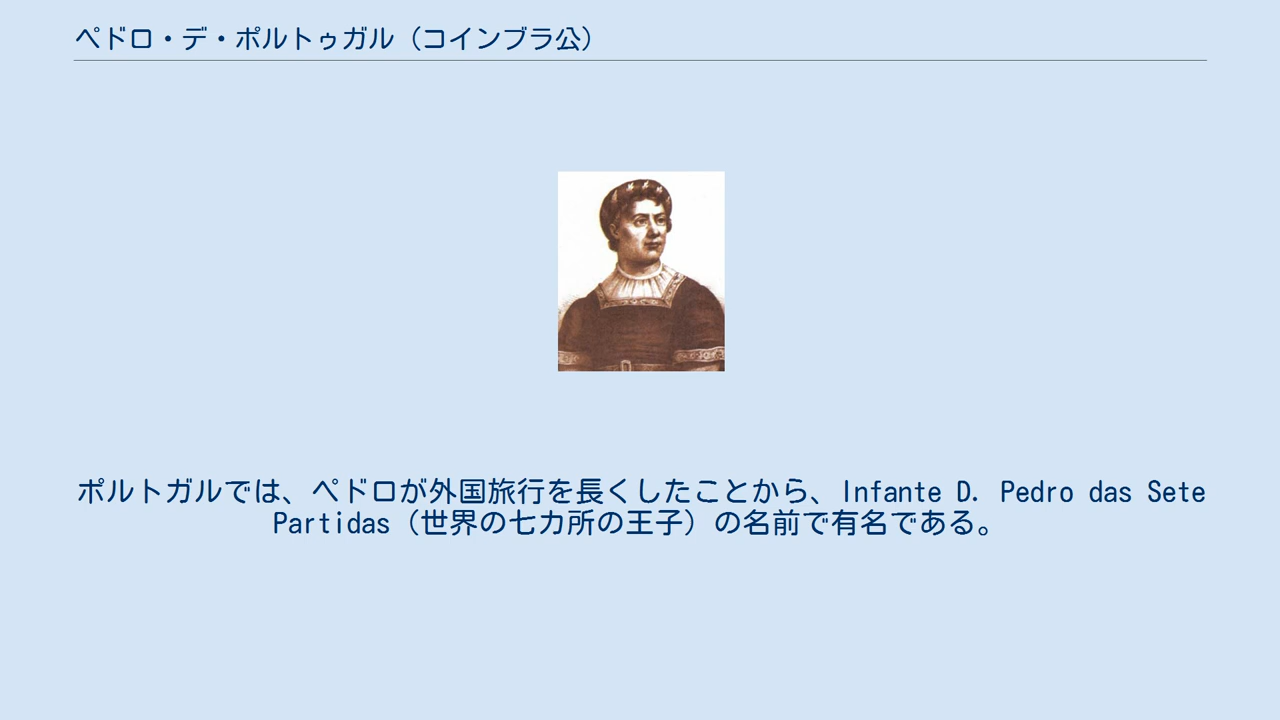 ペドロ・デ・ポルトゥガル（コインブラ公）
ポルトガルでは、ペドロが外国旅行を長くしたことから、Infante D. Pedro das Sete
Partidas（世界の七カ所の王子）の名前で有名である。